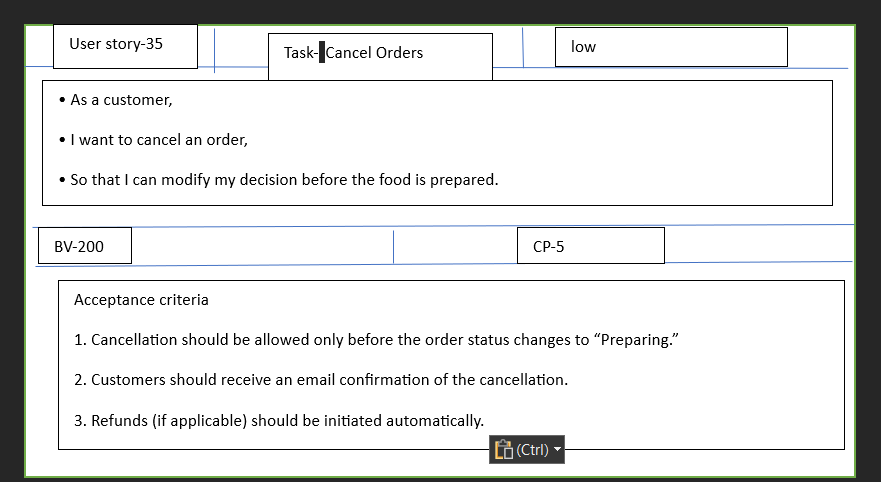 User story-35
Task- Cancel Orders
low
• As a customer,
• I want to cancel an order,
• So that I can modify my decision before the food is prepared.
BV-200
CP-5
Acceptance criteria
1. Cancellation should be allowed only before the order status changes to “Preparing.”
2. Customers should receive an email confirmation of the cancellation.
3. Refunds (if applicable) should be initiated automatically.
(Ctrl)